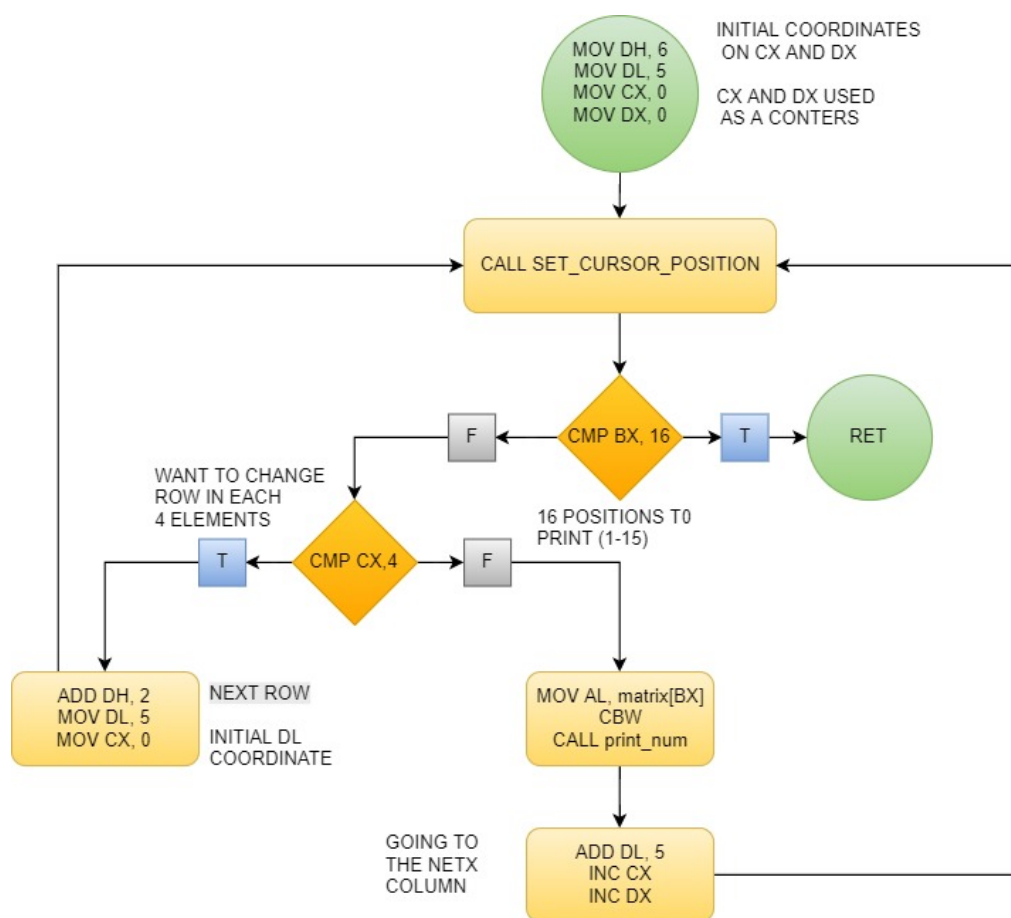 MOV DH, 6
MOV DL, 5
MOV CX, 0
MOV DX, 0
INITIAL COORDINATES
ON CX AND DX
CX AND DX USED
AS A CONTERS
CALL SET_CURSOR_POSITION
F
CMP BX, 16
T
RET
WANT TO CHANGE
ROW IN EACH
4 ELEMENTS
16 POSITIONS T0
PRINT (1-15)
T
CMP CX,4
F
ADD DH, 2
MOV DL, 5
MOV CX, 0
NEXT ROW
INITIAL DL
COORDINATE
MOV AL, matrix[BX]
CBW
CALL print_num
GOING TO
THE NETX
COLUMN
ADD DL, 5
INC CX
INC DX